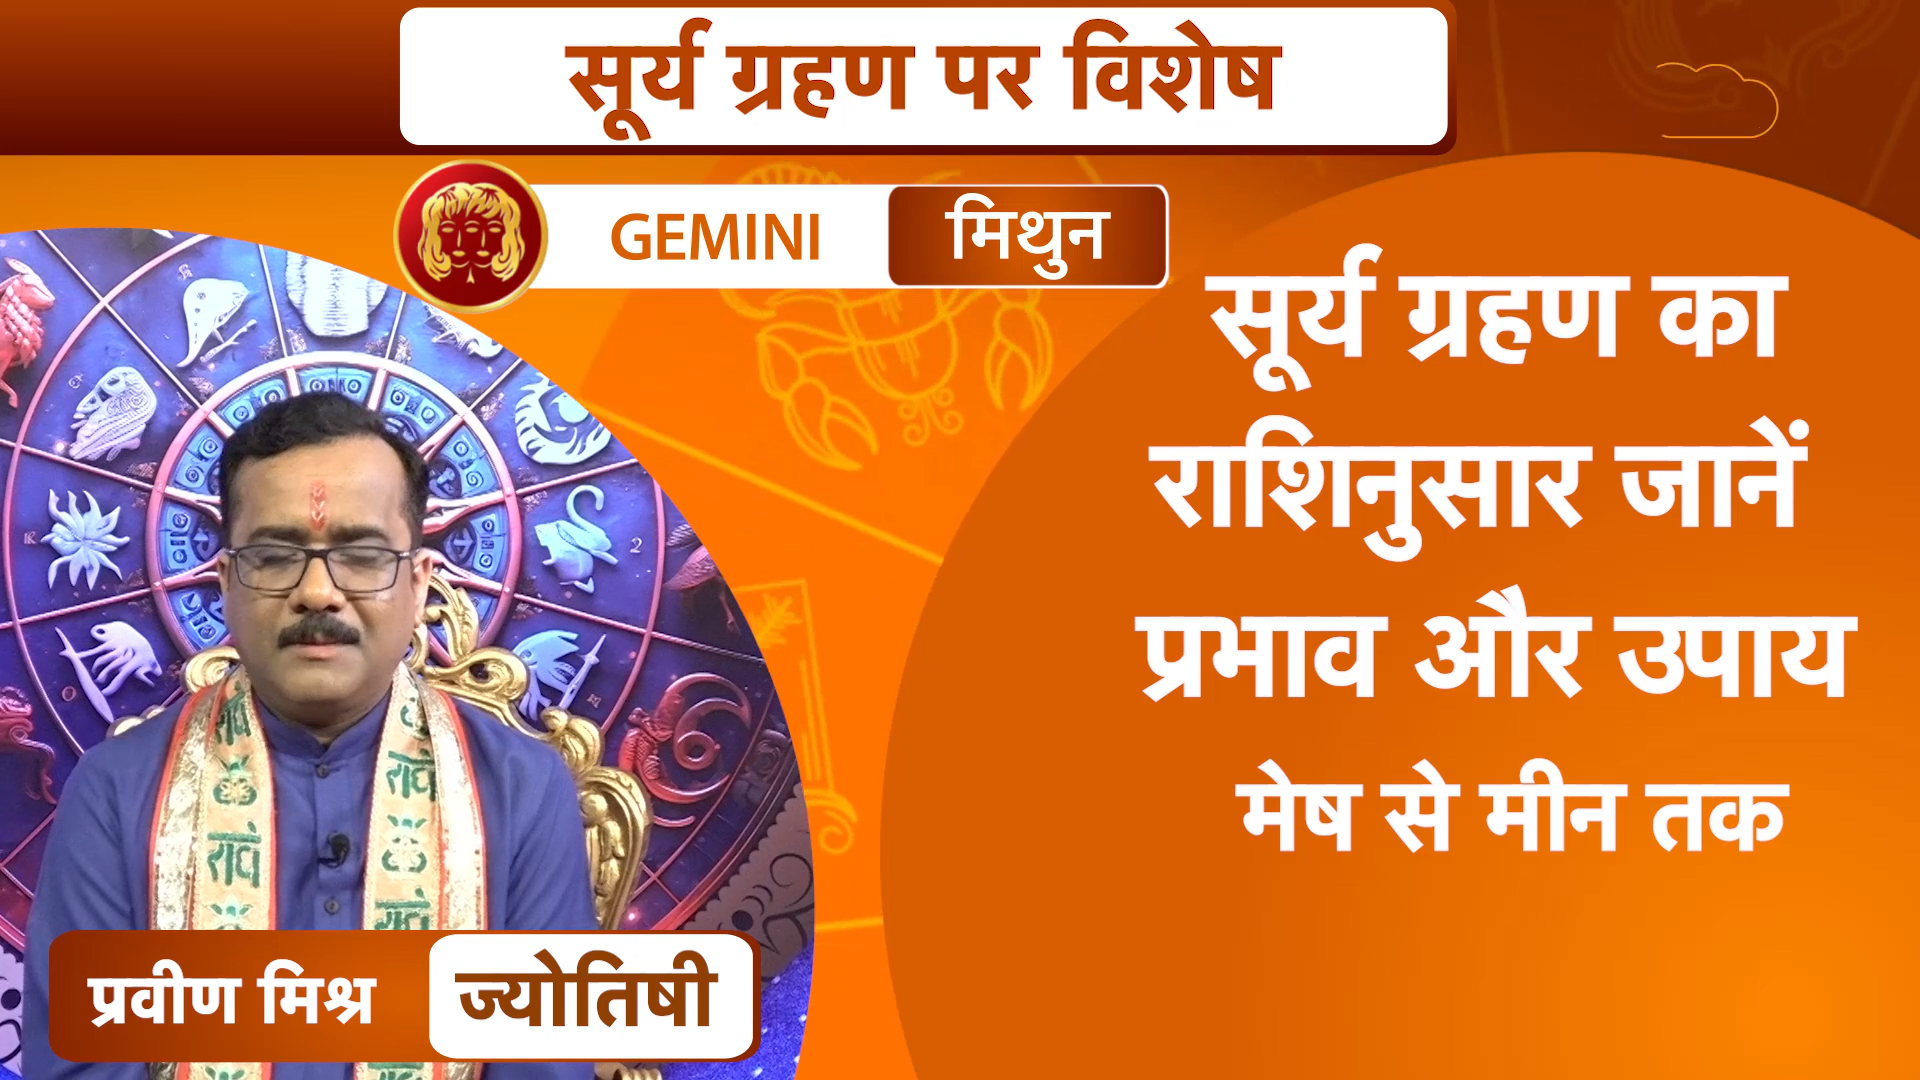 सूर्य ग्रहण पर विशेष
GEMINI मिथुन
सूर्य ग्रहण का
राशिनुसार जानें
प्रभाव और उपाय
मेष से मीन तक
प्रवीण मिश्र ज्योतिषी